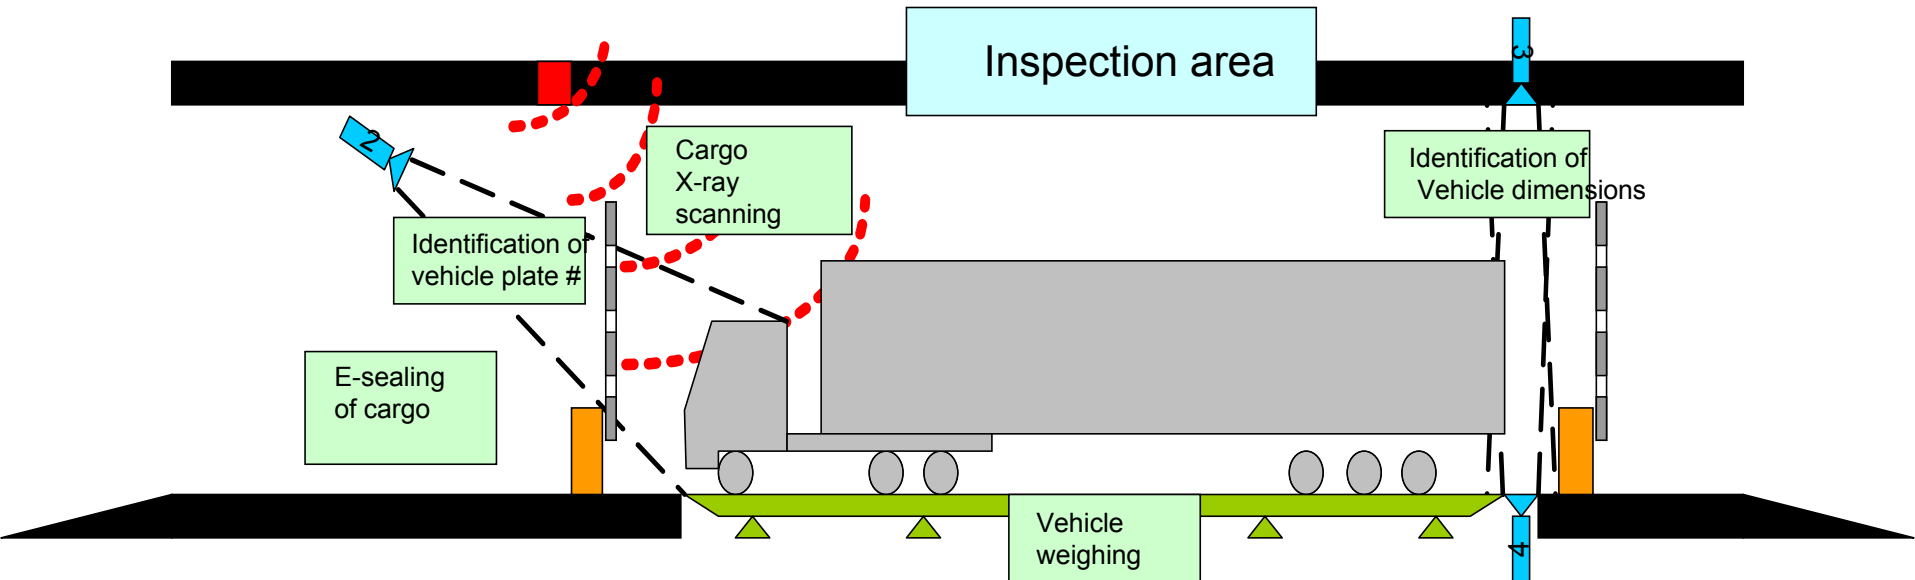 Inspection area
3
2
Cargo
X-ray
scanning
Identification of
Vehicle dimensions
Identification of
vehicle plate #
E-sealing
of cargo
Vehicle
weighing
4